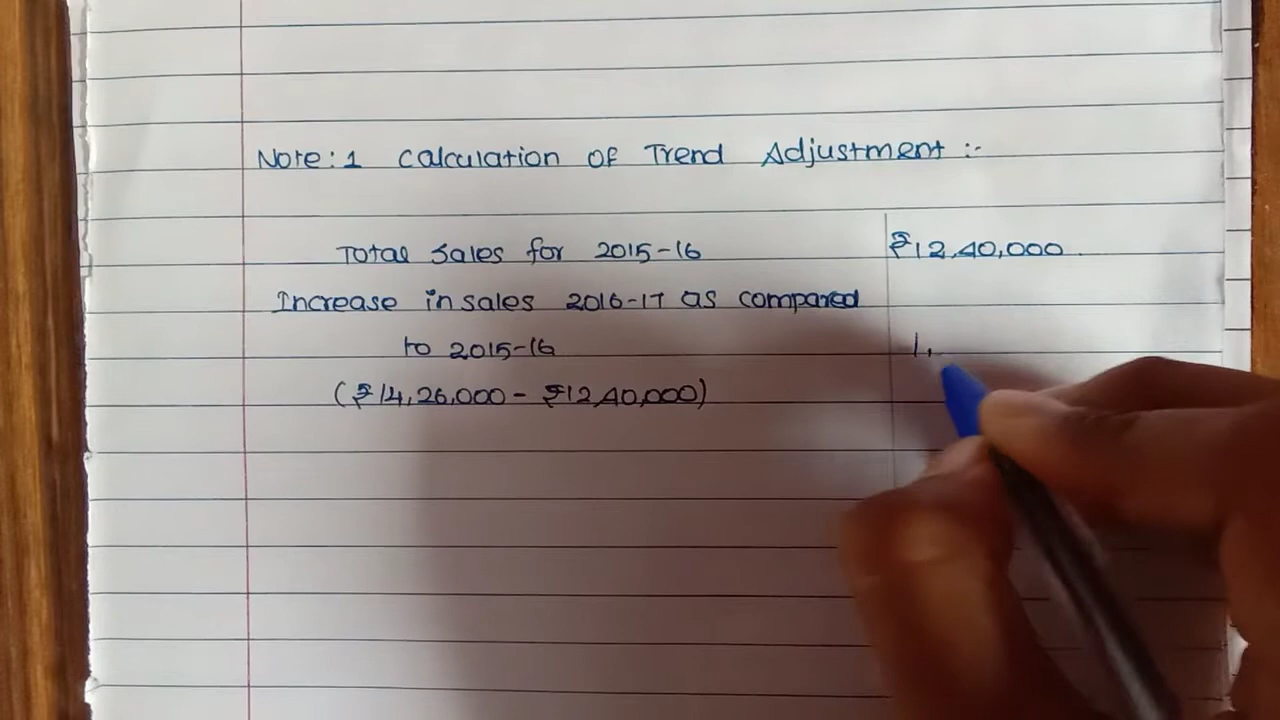 Note: 1 Calculation of Trend Adjustment :-
Total Sales for 2015-16 ₹12,40,000
Increase in sales 2016-17 as compared
to 2015-16 1,
(₹14,26,000 - ₹12,40,000)